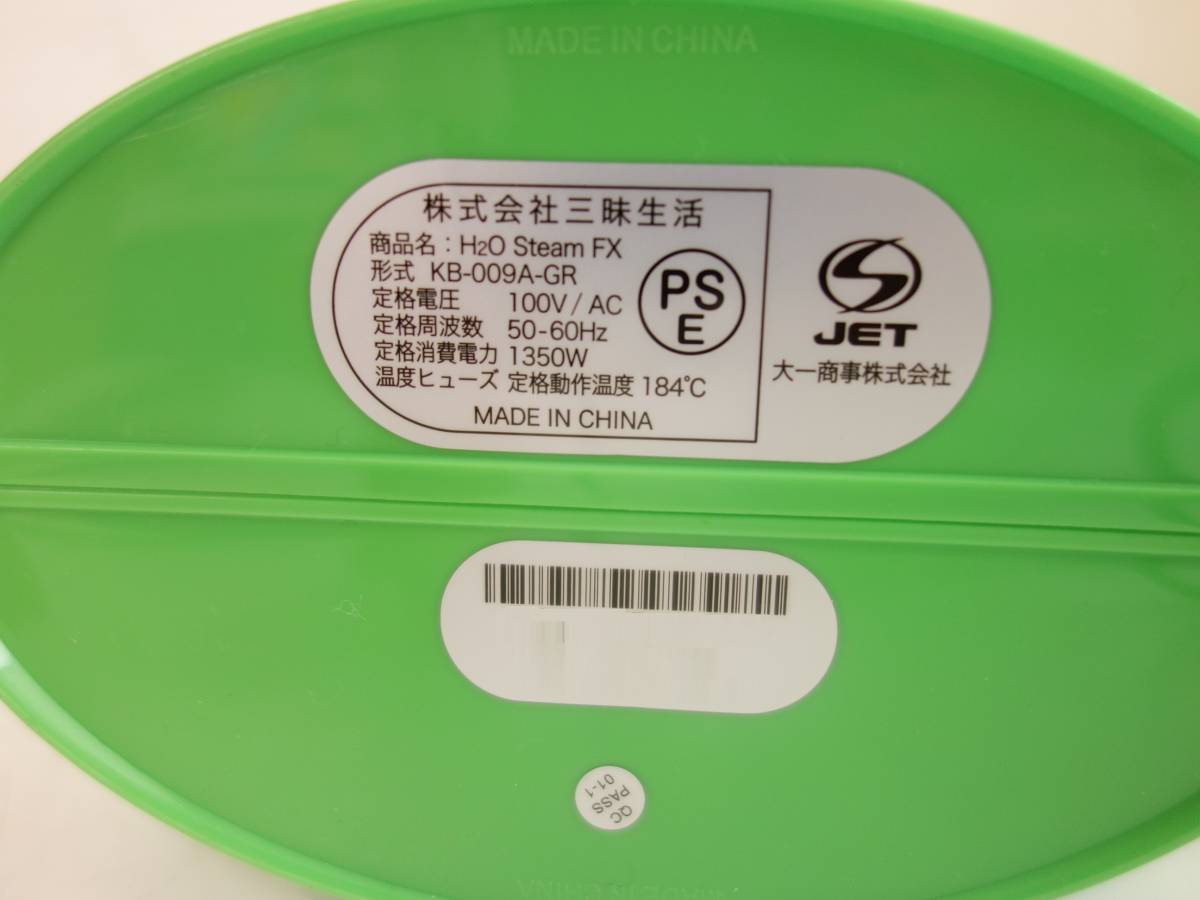 MADE IN CHINA
株式会社三昧生活
商品名：H2O Steam FX
形式 KB-009A-GR
定格電圧 100V/AC
定格周波数 50-60Hz
定格消費電力 1350W
温度ヒューズ 定格動作温度 184℃
MADE IN CHINA
PS
E
JET
大一商事株式会社
QC
PASS
01-1
MADE IN CHINA